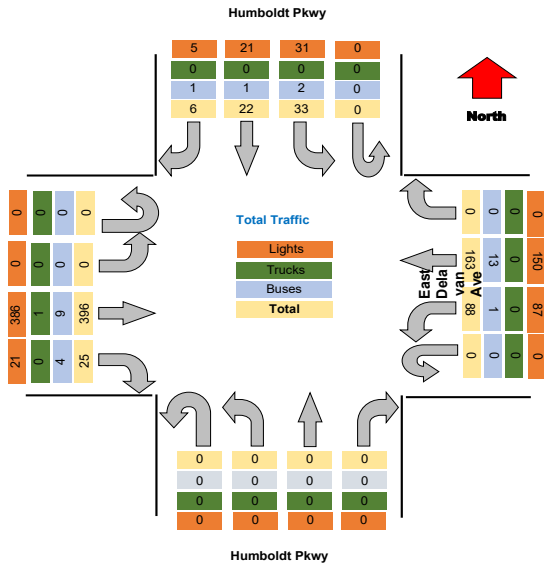 Humboldt Pkwy
5 21 31 0
0 0 0 0
1 1 2 0
6 22 33 0
North
0 0 0 0
0 0 0 0
386 1 9 396
21 0 4 25
Total Traffic
Lights
Trucks
Buses
Total
East
Dela
van
Ave
0 0 0 0
163 13 0 150
88 1 0 87
0 0 0 0
0 0 0 0
0 0 0 0
0 0 0 0
0 0 0 0
Humboldt Pkwy